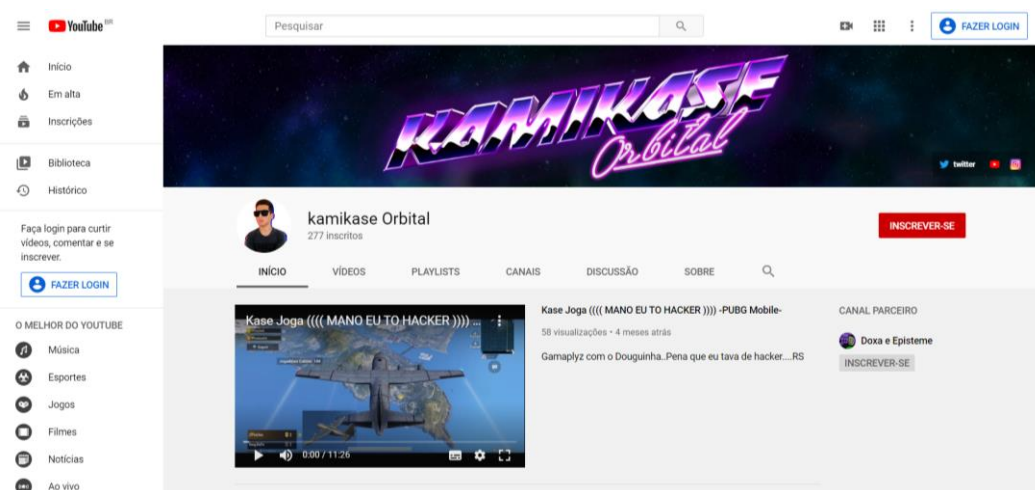 YouTube BR
Pesquisar
FAZER LOGIN
Início
Em alta
Inscrições
Biblioteca
Histórico
Faça login para curtir
vídeos, comentar e se
inscrever.
FAZER LOGIN
O MELHOR DO YOUTUBE
Música
Esportes
Jogos
Filmes
Notícias
Ao vivo
KAMIKASE
Orbital
twitter
kamikase Orbital
277 inscritos
INSCREVER-SE
INÍCIO
VÍDEOS
PLAYLISTS
CANAIS
DISCUSSÃO
SOBRE
Kase Joga (((( MANO EU TO HACKER )))) ...
0:00 / 11:26
Kase Joga (((( MANO EU TO HACKER )))) -PUBG Mobile-
58 visualizações • 4 meses atrás
Gamaplyz com o Douguinha..Pena que eu tava de hacker....RS
CANAL PARCEIRO
Doxa e Episteme
INSCREVER-SE